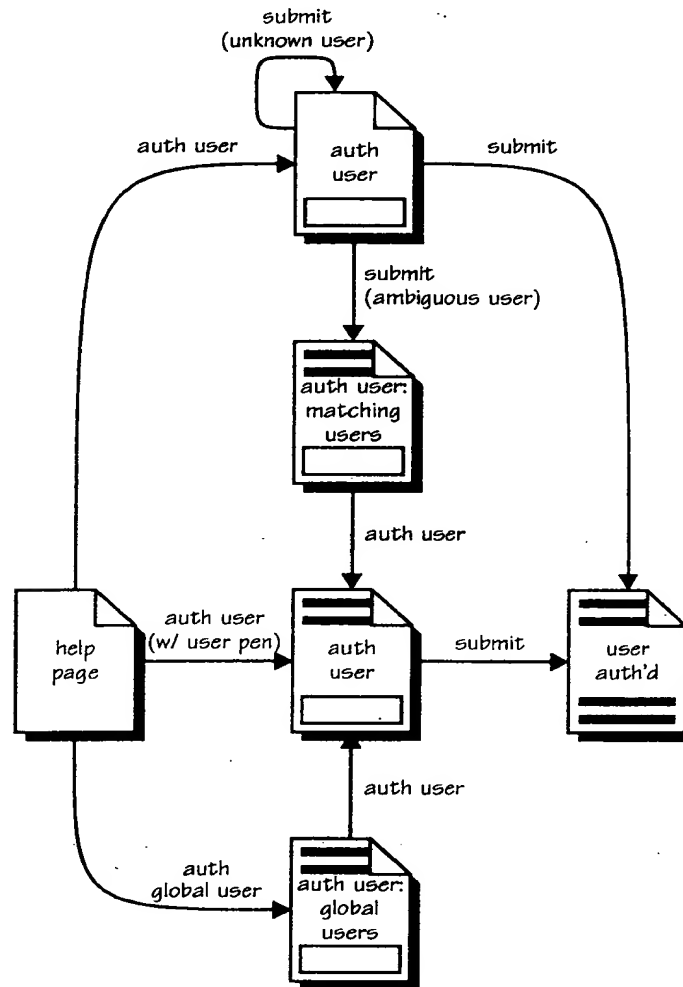 submit
(unknown user)
auth user
auth
user
submit
submit
(ambiguous user)
auth user:
matching
users
auth user
help
page
auth user
(w/ user pen)
auth
user
submit
user
auth'd
auth user
auth
global user
auth user:
global
users